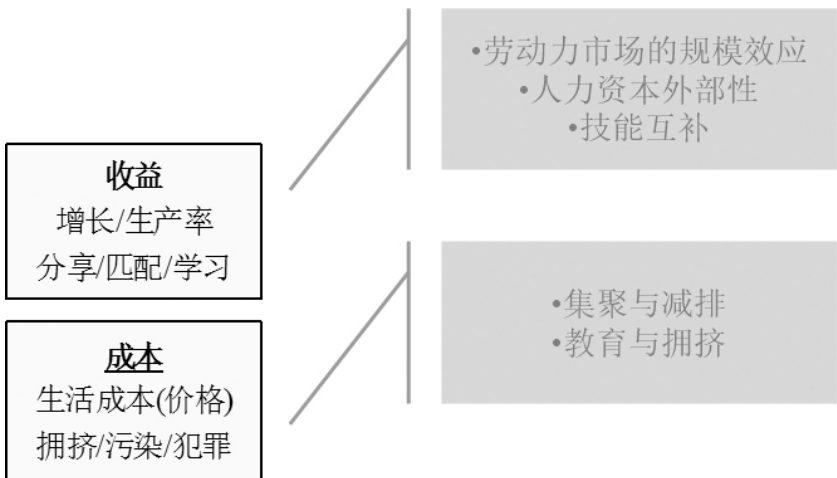 •劳动力市场的规模效应
•人力资本外部性
•技能互补
收益
增长/生产率
分享/匹配/学习
•集聚与减排
•教育与拥挤
成本
生活成本(价格)
拥挤/污染/犯罪